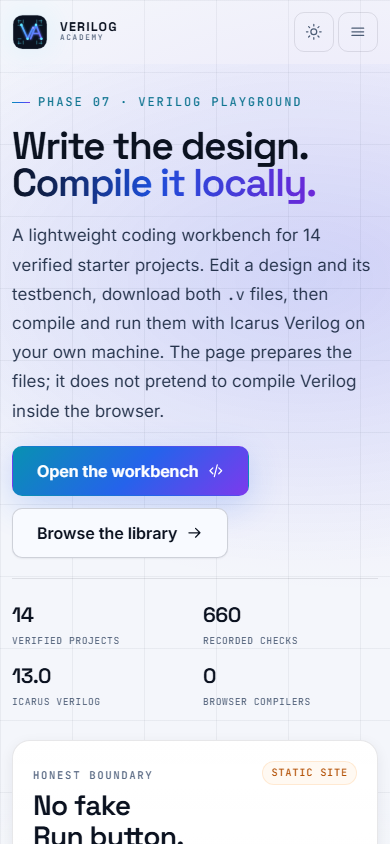 VERILOG
ACADEMY
PHASE 07 · VERILOG PLAYGROUND
Write the design.
Compile it locally.
A lightweight coding workbench for 14
verified starter projects. Edit a design and its
testbench, download both .v files, then
compile and run them with Icarus Verilog on
your own machine. The page prepares the
files; it does not pretend to compile Verilog
inside the browser.
Open the workbench
Browse the library
14
VERIFIED PROJECTS
660
RECORDED CHECKS
13.0
ICARUS VERILOG
0
BROWSER COMPILERS
HONEST BOUNDARY
STATIC SITE
No fake
Run button.